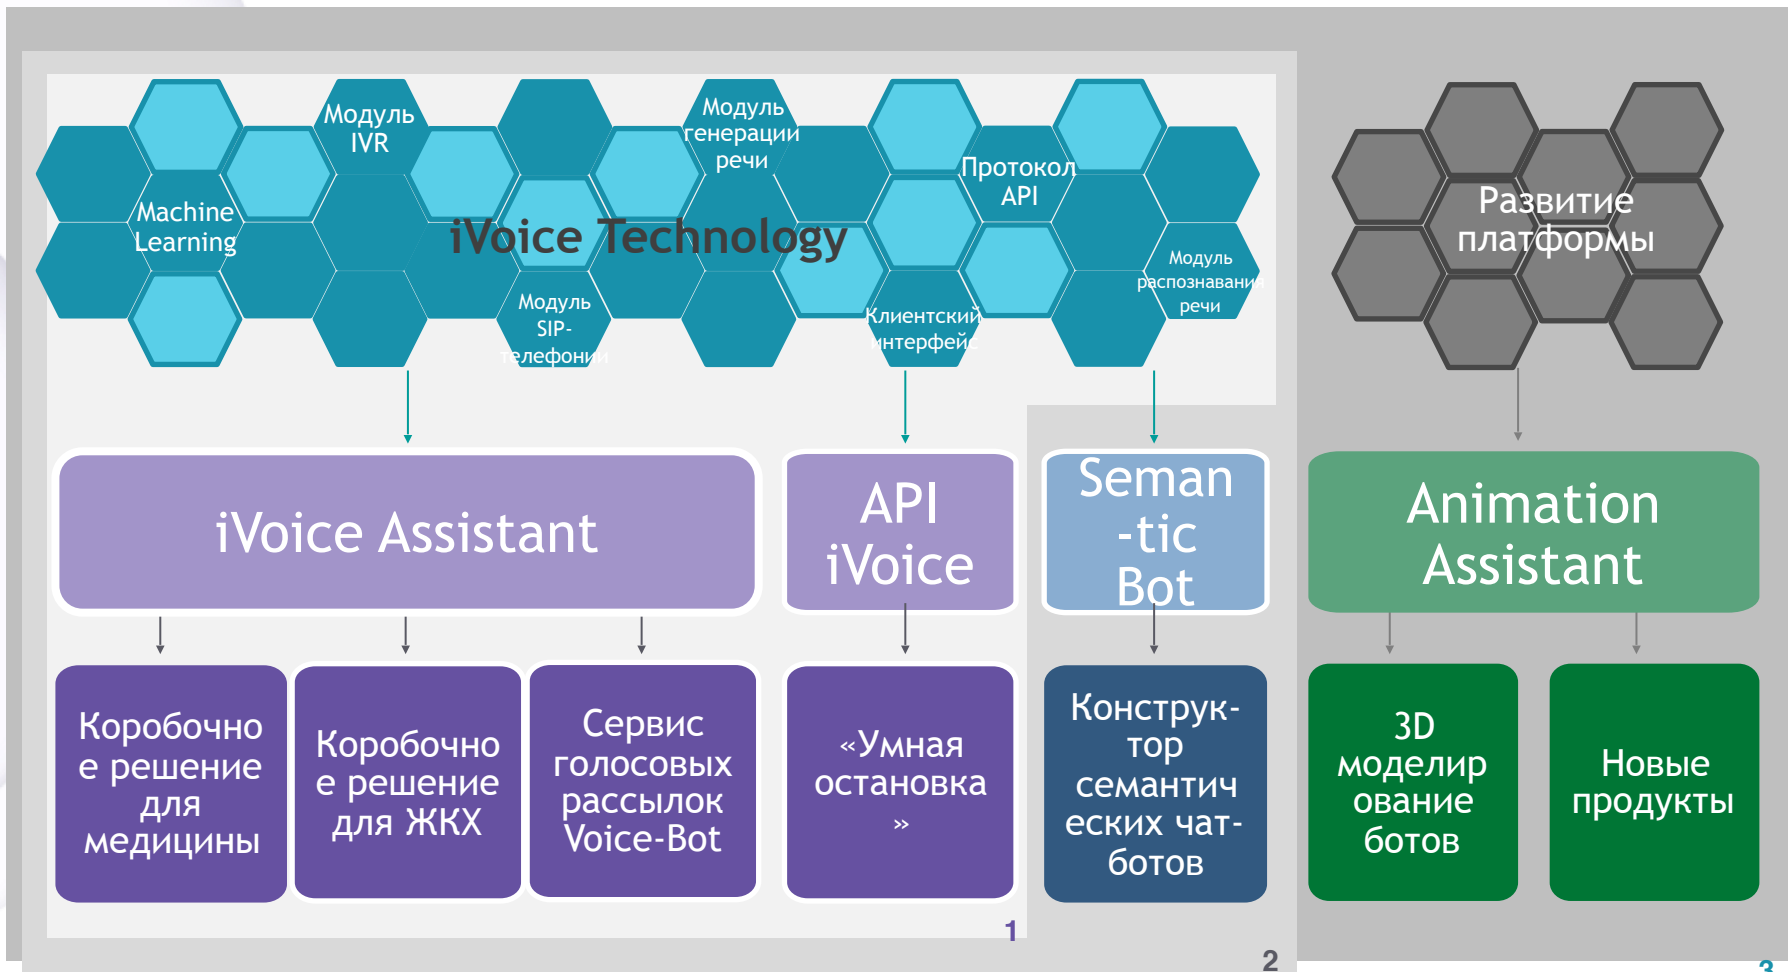 Модуль
IVR
Модуль
генерации
речи
Протокол
API
Machine
Learning
iVoice Technology
Модуль
SIP-
телефонии
Клиентский
интерфейс
Модуль
распознавания
речи
Развитие
платформы
iVoice Assistant
API
iVoice
Seman
-tic
Bot
Animation
Assistant
Коробочно
е решение
для
медицины
Коробочно
е решение
для ЖКХ
Сервис
голосовых
рассылок
Voice-Bot
«Умная
остановка
»
Конструк-
тор
семантич
еских чат-
ботов
3D
моделир
ование
ботов
Новые
продукты
1
2
3